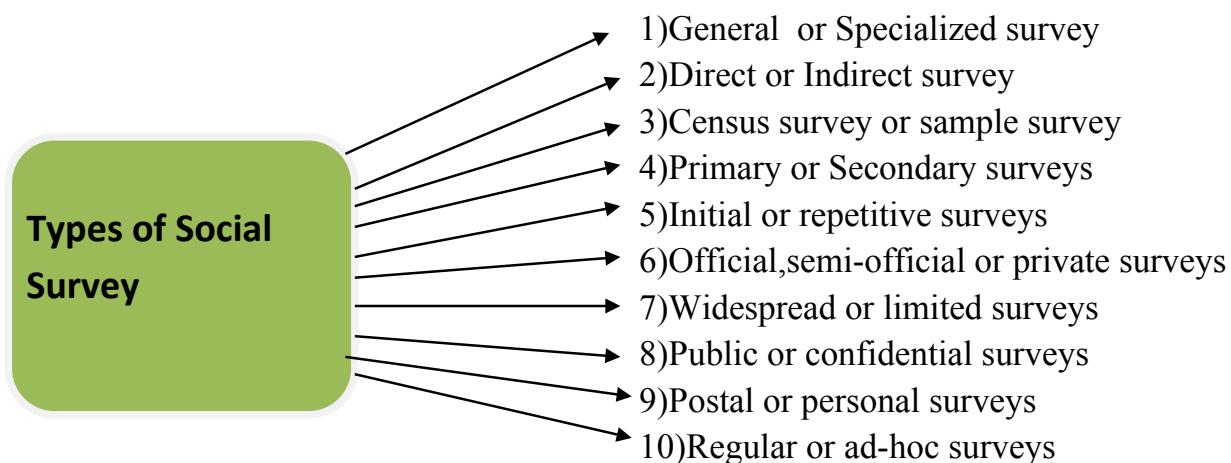 Types of Social
Survey
1)General or Specialized survey
2)Direct or Indirect survey
3)Census survey or sample survey
4)Primary or Secondary surveys
5)Initial or repetitive surveys
6)Official,semi-official or private surveys
7)Widespread or limited surveys
8)Public or confidential surveys
9)Postal or personal surveys
10)Regular or ad-hoc surveys